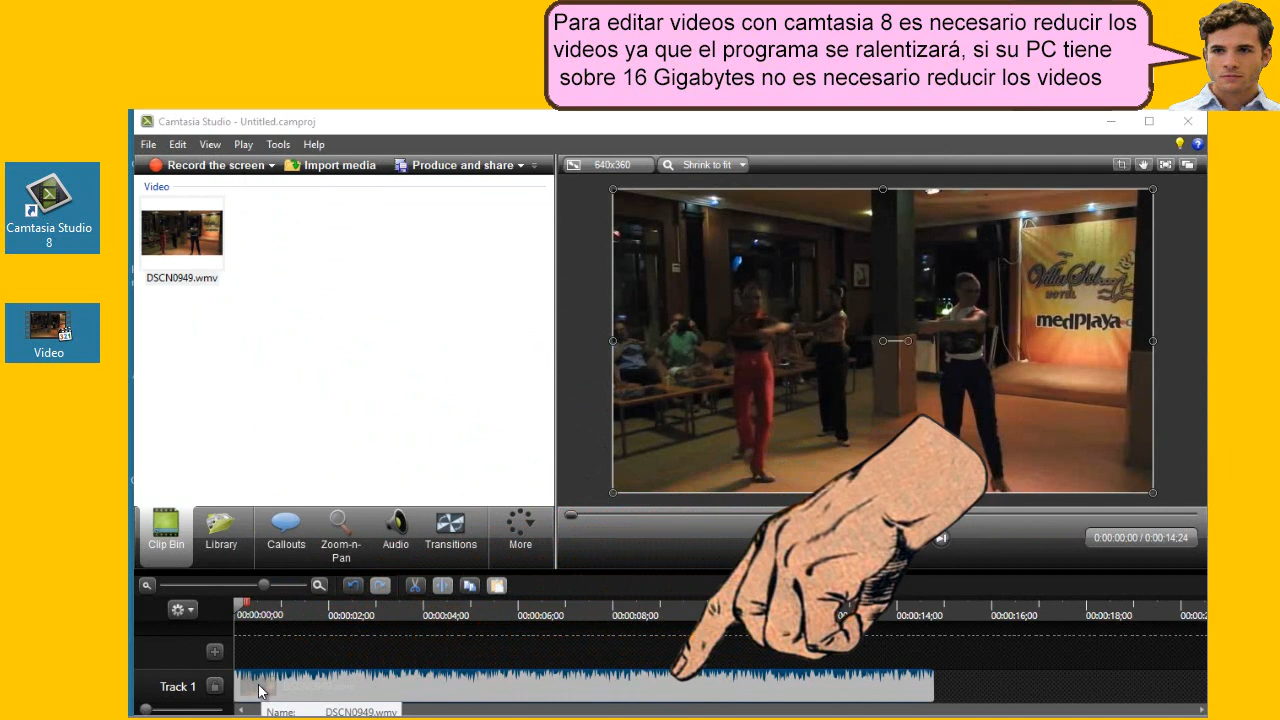 Para editar videos con camtasia 8 es necesario reducir los
videos ya que el programa se ralentizará, si su PC tiene
sobre 16 Gigabytes no es necesario reducir los videos
Camtasia Studio - Untitled.camproj
File Edit View Play Tools Help
Record the screen Import media Produce and share
640x360 Shrink to fit
Video
DSCN0949.wmv
Camtasia Studio
8
Video
HOTEL
medPlaya
Clip Bin Library Callouts Zoom-n-
Pan Audio Transitions More
0:00:00;00 / 0:00:14;24
00:00:00;00 00:00:02;00 00:00:04;00 00:00:06;00 00:00:08;00 00:00:14;00 00:00:16;00 00:00:18;00
Track 1
Name: DSCN0949.wmv